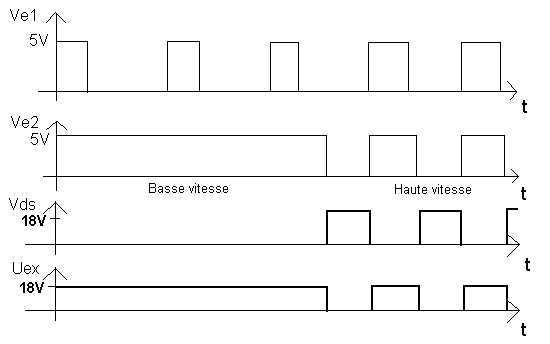 Ve1
5V
t
Ve2
5V
Basse vitesse
Haute vitesse
t
Vds
18V
t
Uex
18V
t